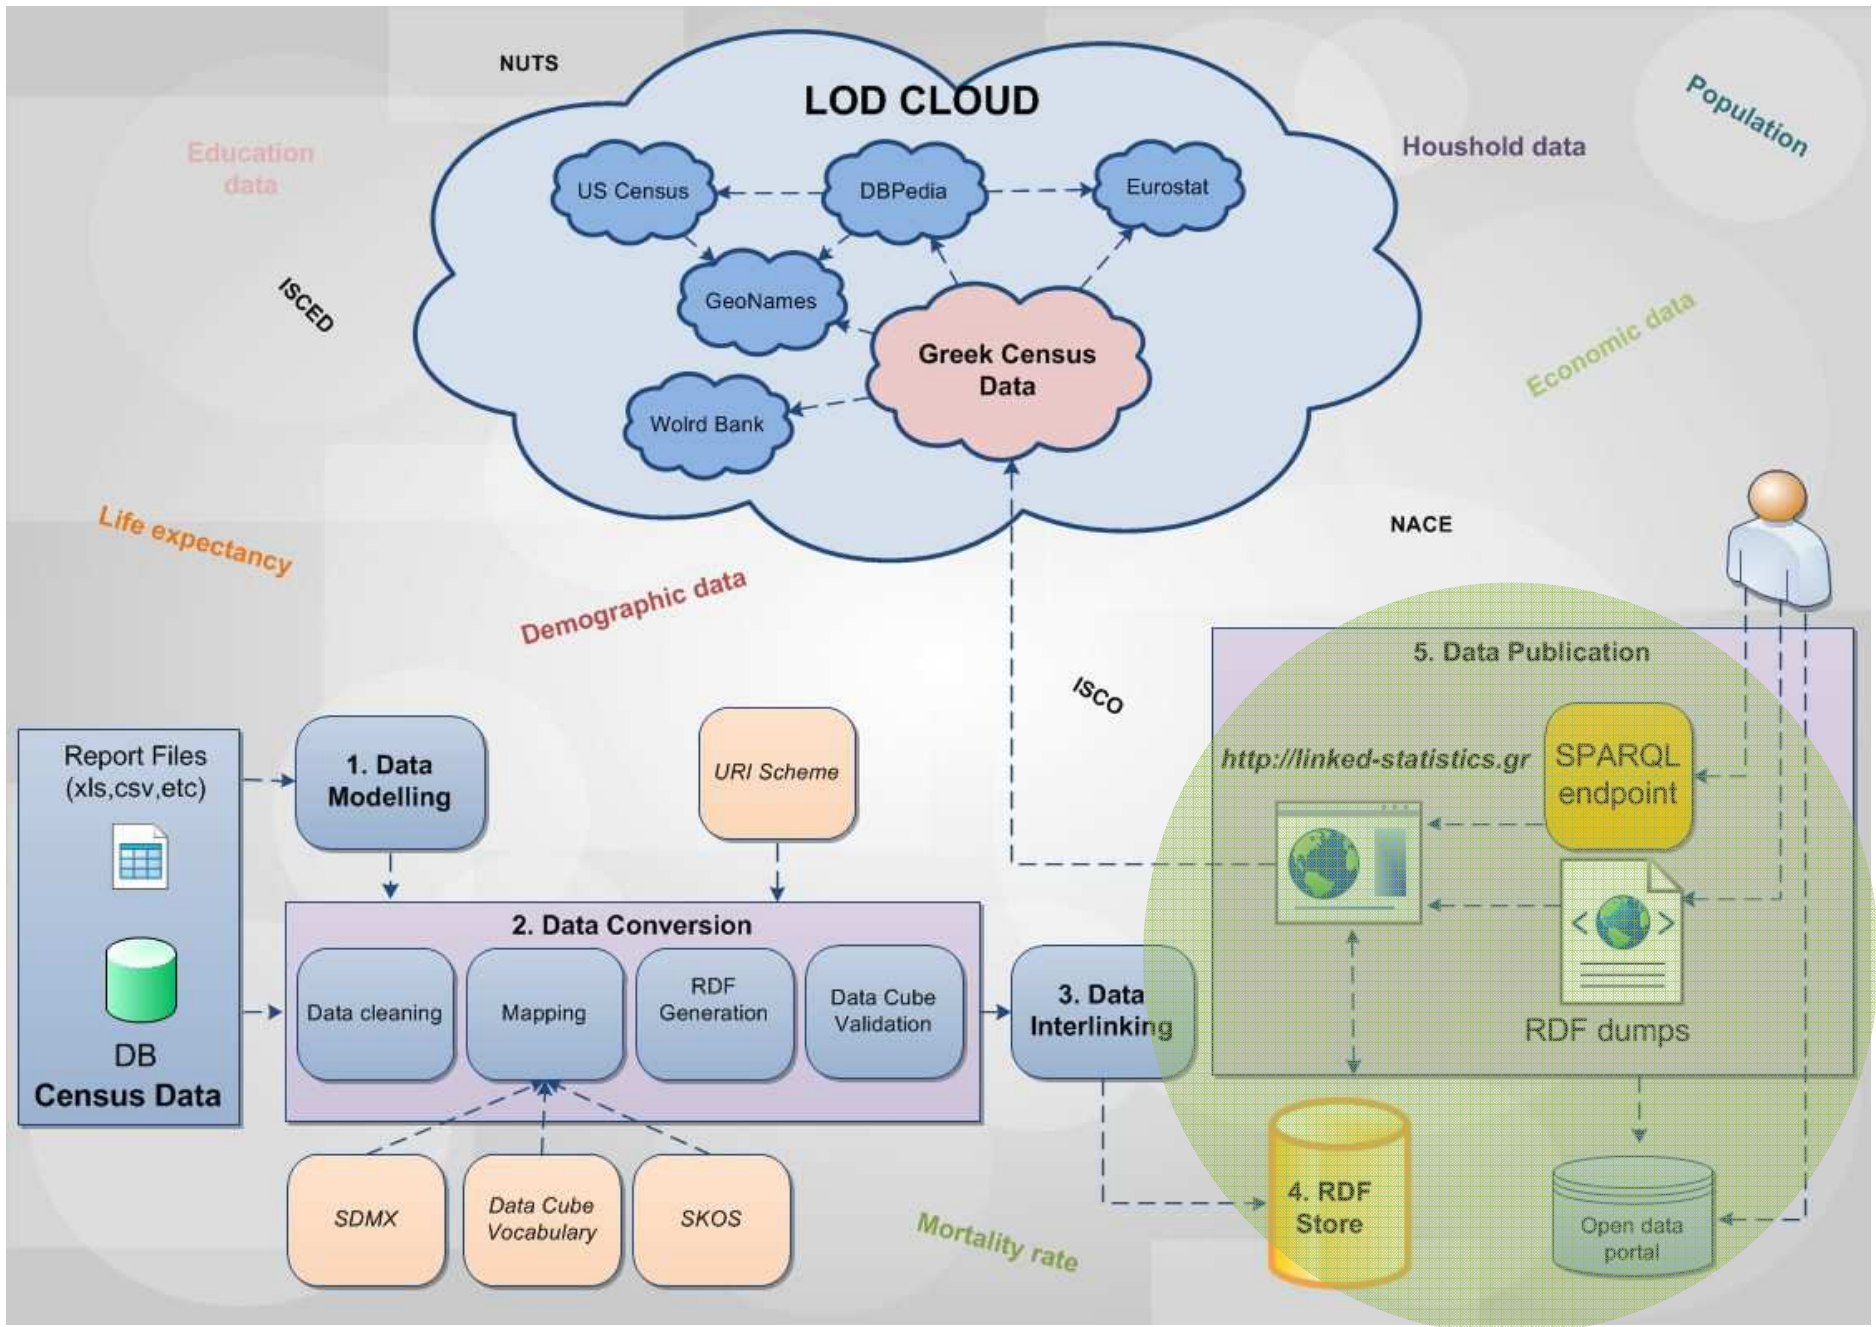 NUTS
LOD CLOUD
Population
Education
data
Houshold data
US Census
DBPedia
Eurostat
ISCED
GeoNames
Greek Census
Data
Economic data
Wolrd Bank
Life expectancy
NACE
Demographic data
ISCO
5. Data Publication
Report Files
(xls,csv,etc)
1. Data
Modelling
URI Scheme
http://linked-statistics.gr
SPARQL
endpoint
2. Data Conversion
Data cleaning
Mapping
RDF
Generation
Data Cube
Validation
3. Data
Interlinking
< >
RDF dumps
DB
Census Data
SDMX
Data Cube
Vocabulary
SKOS
Mortality rate
4. RDF
Store
Open data
portal